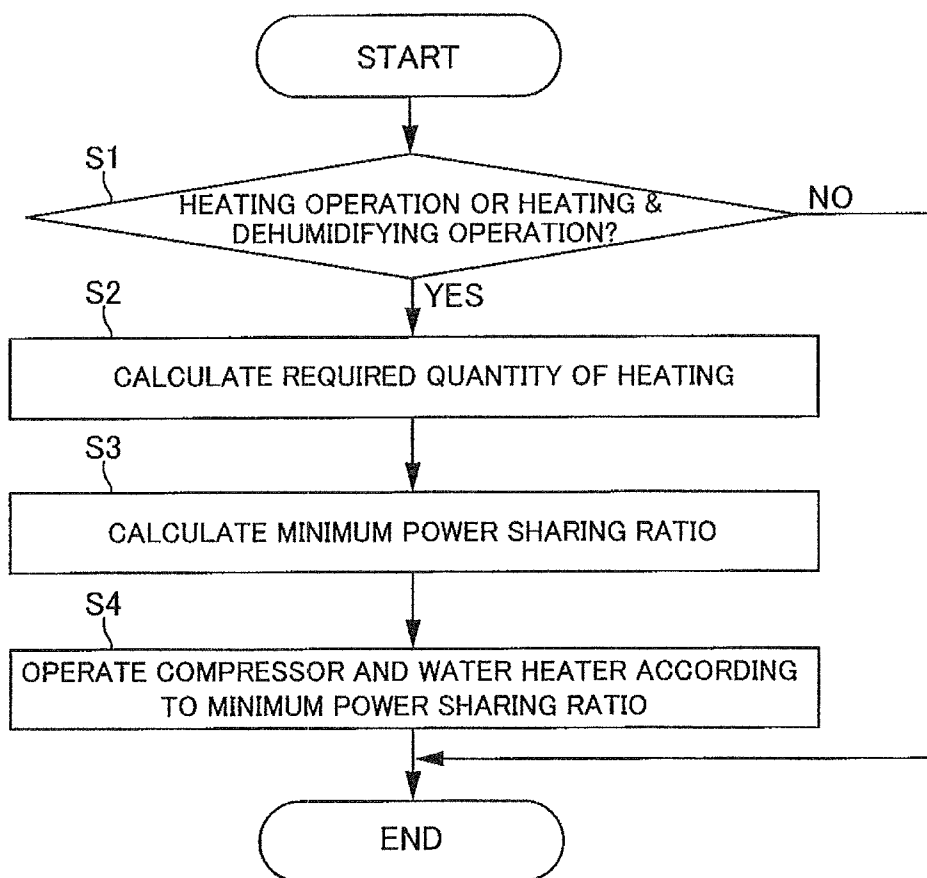 START
S1
HEATING OPERATION OR HEATING &
DEHUMIDIFYING OPERATION?
NO
YES
S2
CALCULATE REQUIRED QUANTITY OF HEATING
S3
CALCULATE MINIMUM POWER SHARING RATIO
S4
OPERATE COMPRESSOR AND WATER HEATER ACCORDING
TO MINIMUM POWER SHARING RATIO
END